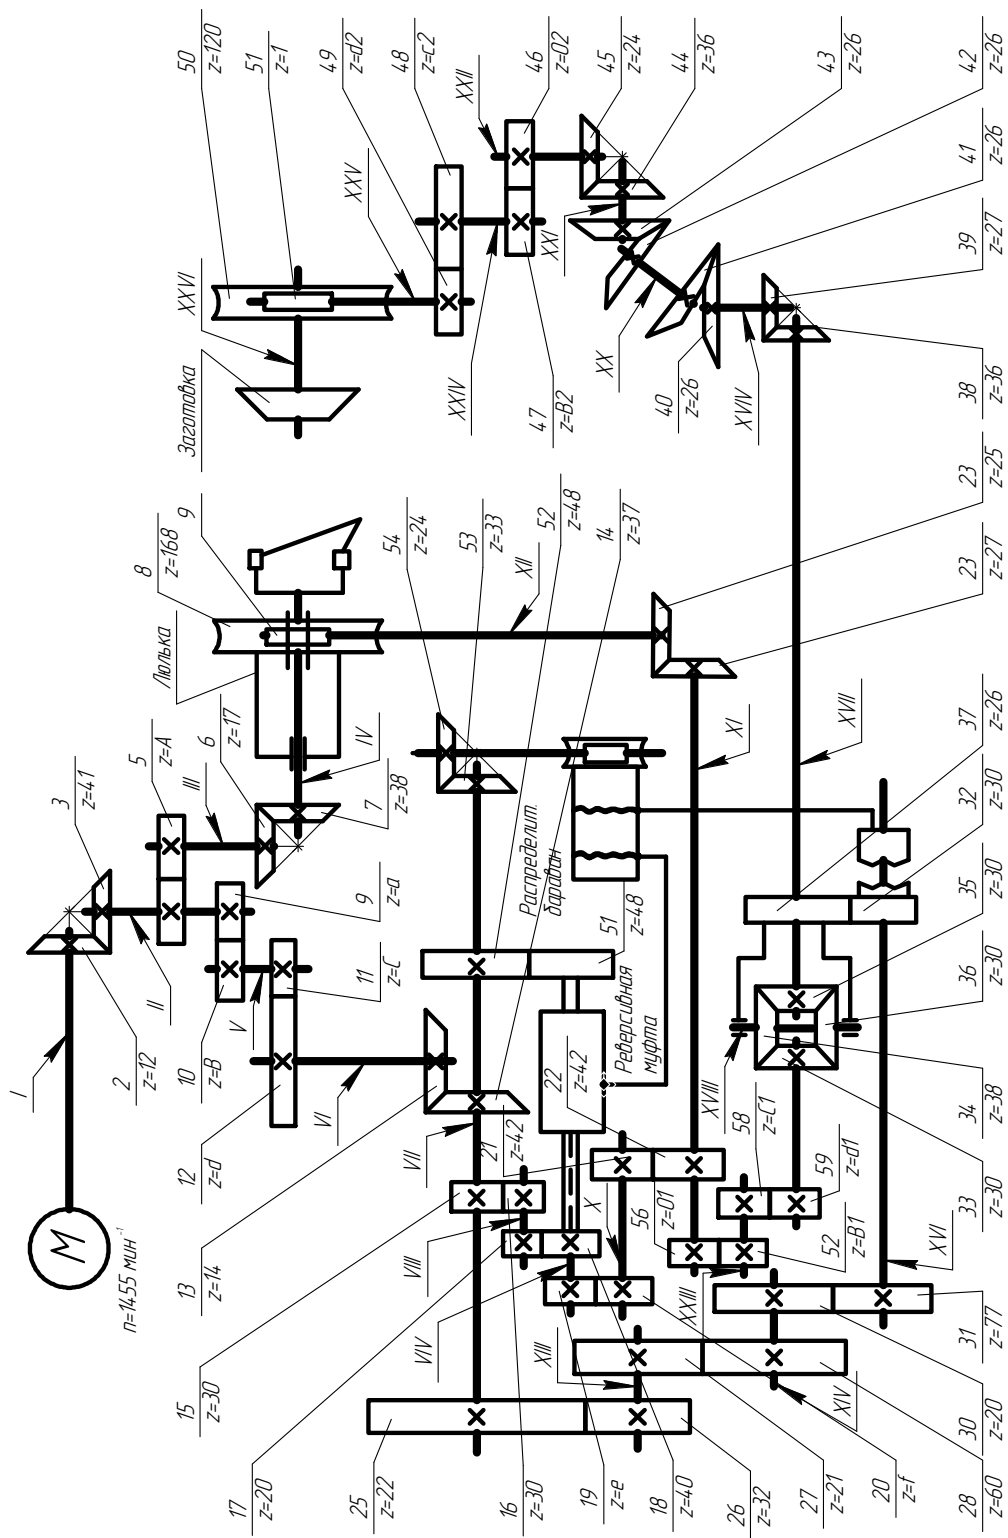 I
2
z=12
3
z=41
II
5
z=A
III
6
z=17
7
z=38
IV
Люлька
8
z=168
9
Заготовка
XXVI
50
z=120
51
z=1
49
z=d2
48
z=c2
XXV
XXII
46
z=O2
45
z=24
44
z=36
43
z=26
42
z=26
41
z=26
39
z=27
38
z=36
XXIV
47
z=B2
XXI
XX
40
z=26
XVIV
М
n=1455 мин⁻¹
10
z=B
V
11
z=C
9
z=a
12
z=d
VI
13
z=14
54
z=24
53
z=33
52
z=48
14
z=37
XII
23
z=25
23
z=27
Распределит.
барабан
51
z=48
Реверсивная
муфта
XI
XVII
37
z=26
32
z=30
35
z=30
36
z=30
34
z=38
33
z=30
VII
21
z=42
22
z=42
15
z=30
VIII
VIV
X
56
z=O1
XVIII
58
z=C1
59
z=d1
52
z=B1
XXIII
XVI
17
z=20
25
z=22
16
z=30
19
z=e
18
z=40
26
z=32
XIII
27
z=21
XIV
20
z=f
28
z=60
30
z=20
31
z=77